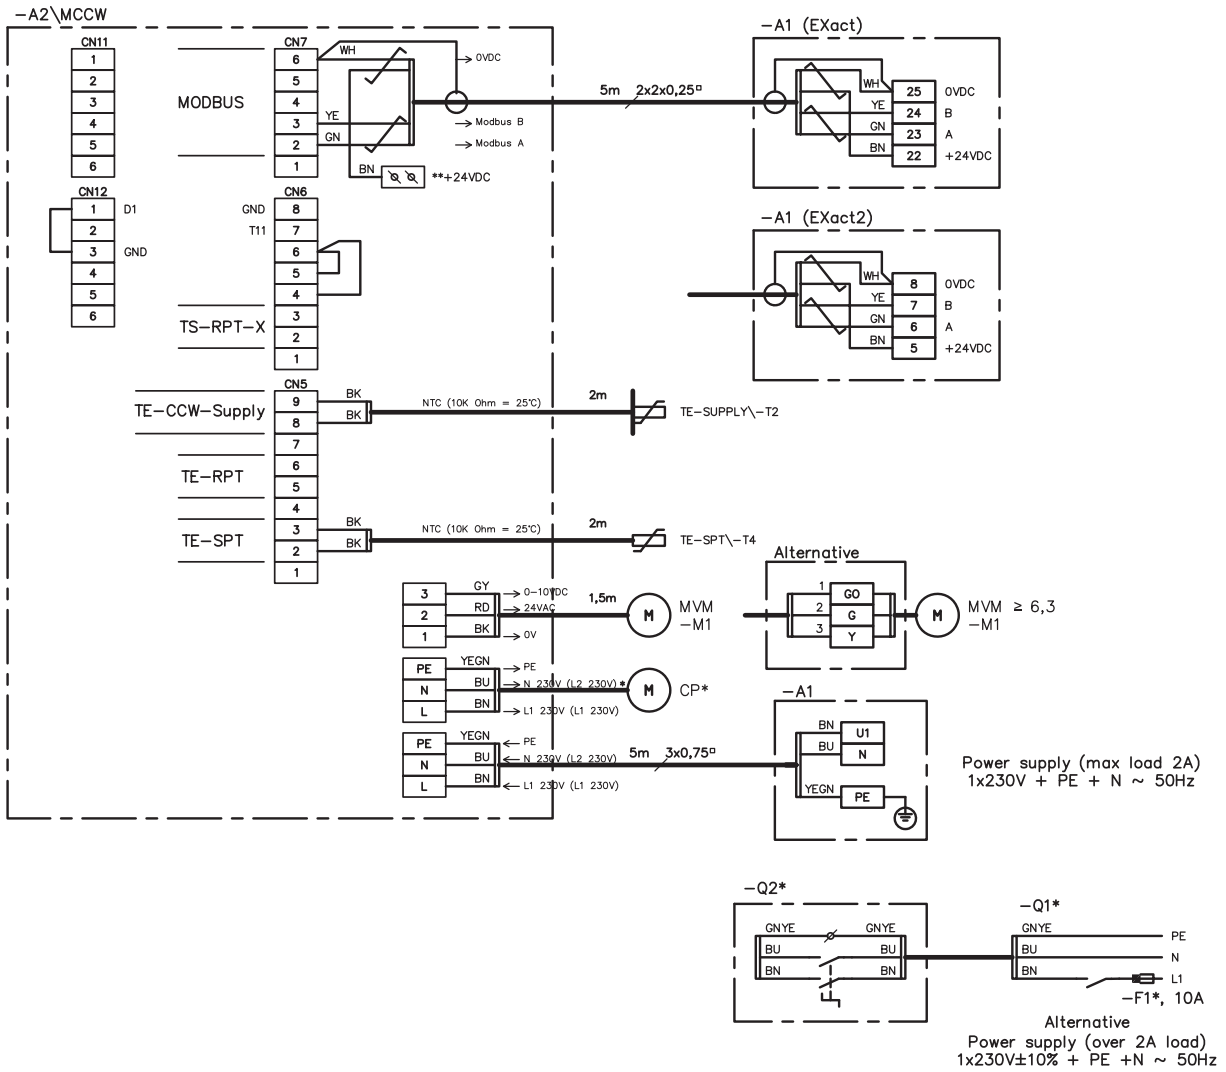 −A2\MCCW
CN11
1
2
3
4
5
6
CN12
1 D1
2
3 GND
4
5
6
MODBUS
CN7
6 WH
5
4
3 YE
2 GN
1
BN
→ 0VDC
→ Modbus B
→ Modbus A
**+24VDC
5m 2x2x0,25¤
−A1 (EXact)
WH 25 0VDC
YE 24 B
GN 23 A
BN 22 +24VDC
CN6
GND 8
T11 7
6
5
4
TS−RPT−X
3
2
1
−A1 (EXact2)
WH 8 0VDC
YE 7 B
GN 6 A
BN 5 +24VDC
CN5
TE−CCW−Supply
9 BK
8 BK
NTC (10K Ohm = 25°C)
2m
TE−SUPPLY\−T2
7
TE−RPT
6
5
4
TE−SPT
3 BK
2 BK
1
NTC (10K Ohm = 25°C)
2m
TE−SPT\−T4
3 GY → 0−10VDC
2 RD → 24VAC
1 BK → 0V
1,5m
M
MVM
−M1
Alternative
1 G0
2 G
3 Y
M
MVM ≥ 6,3
−M1
PE YEGN → PE
N BU → N 230V (L2 230V) *
L BN → L1 230V (L1 230V)
M
CP*
PE YEGN ← PE
N BU ← N 230V (L2 230V)
L BN ← L1 230V (L1 230V)
5m 3x0,75¤
−A1
BN U1
BU N
YEGN PE
Power supply (max load 2A)
1x230V + PE + N ~ 50Hz
−Q2*
GNYE GNYE
BU BU
BN BN
−Q1*
GNYE PE
BU N
BN L1
−F1*, 10A
Alternative
Power supply (over 2A load)
1x230V±10% + PE +N ~ 50Hz